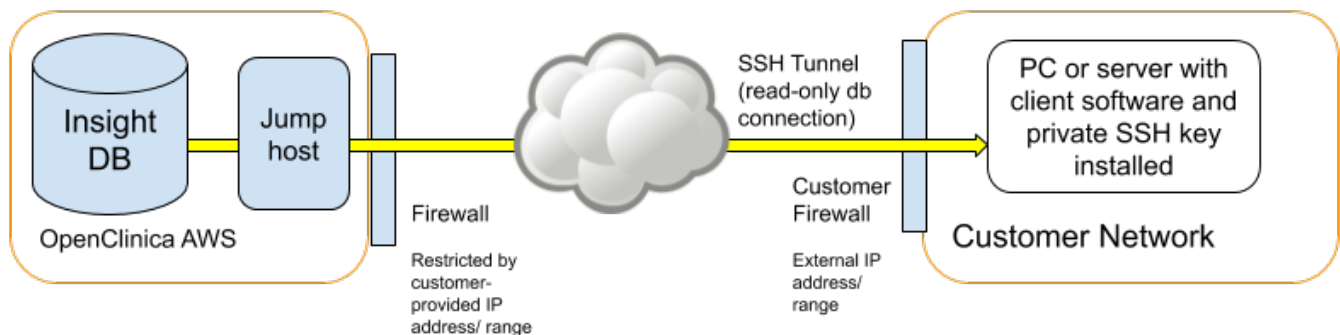 Insight
DB
Jump
host
OpenClinica AWS
Firewall
Restricted by
customer-
provided IP
address/ range
SSH Tunnel
(read-only db
connection)
Customer
Firewall
External IP
address/
range
PC or server with
client software and
private SSH key
installed
Customer Network